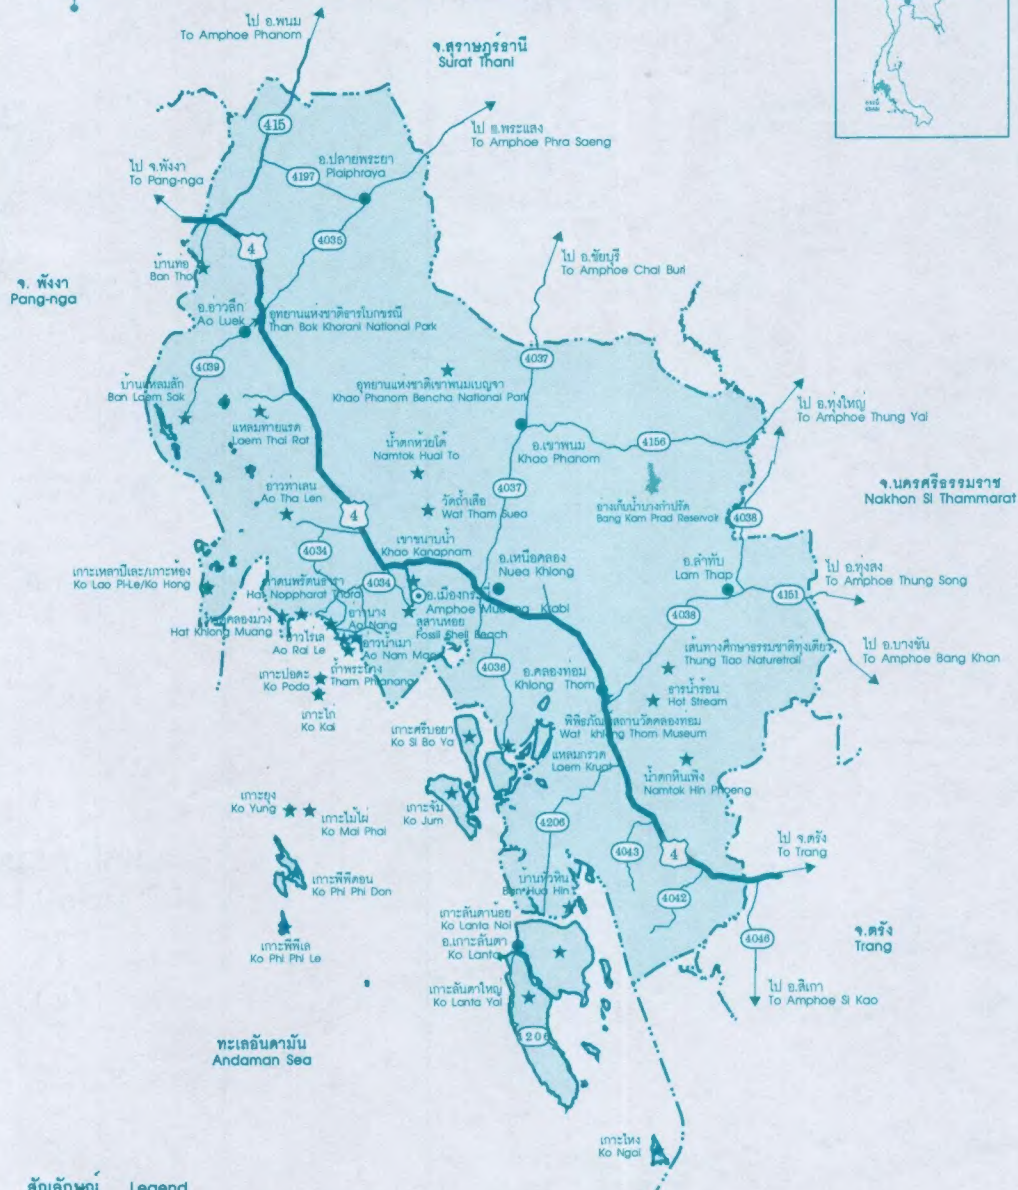 ไป อ.พนม
To Amphoe Phanom
จ.สุราษฎร์ธานี
Surat Thani
กระบี่
KRABI
415
ไป อ.พระแสง
To Amphoe Phra Saeng
ไป จ.พังงา
To Pang-nga
อ.ปลายพระยา
Plaiphraya
4197
4035
4
ไป อ.ชัยบุรี
To Amphoe Chai Buri
บ้านท่อ
Ban Tho
จ. พังงา
Pang-nga
อ.อ่าวลึก
Ao Luek
อุทยานแห่งชาติธารโบกขรณี
Than Bok Khorani National Park
4037
4039
บ้านแหลมสัก
Ban Laem Sak
อุทยานแห่งชาติเขาพนมเบญจา
Khao Phanom Bencha National Park
ไป อ.ทุ่งใหญ่
To Amphoe Thung Yai
แหลมทายแรด
Laem Thai Rat
น้ำตกห้วยโต้
Namtok Huai To
อ.เขาพนม
Khao Phanom
4156
4037
จ.นครศรีธรรมราช
Nakhon Si Thammarat
อ่าวทาเลน
Ao Tha Len
วัดถ้ำเสือ
Wat Tham Suea
อ่างเก็บน้ำบางกำปรัด
Bang Kam Prad Reservoir
4038
4
เขาขนาบน้ำ
Khao Kanapnam
4034
เกาะเหลาปิเละ/เกาะห้อง
Ko Lao Pi-Le/Ko Hong
หาดนพรัตนธารา
Hat Noppharat Thara
4034
อ.เหนือคลอง
Nuea Khlong
อ.ลำทับ
Lam Thap
ไป อ.ทุ่งสง
To Amphoe Thung Song
4151
อ.เมืองกระบี่
Amphoe Mueang Krabi
หาดคลองม่วง
Hat Khlong Muang
อ่าวนาง
Ao Nang
สุสานหอย
Fossil Shell Beach
4038
อ่าวไร่เล
Ao Rai Le
อ่าวน้ำเมา
Ao Nam Mao
เส้นทางศึกษาธรรมชาติทุ่งเตียว
Thung Tiao Naturetrail
ไป อ.บางขัน
To Amphoe Bang Khan
เกาะปอดะ
Ko Poda
ถ้ำพระนาง
Tham Phranang
4036
อ.คลองท่อม
Khlong Thom
ธารน้ำร้อน
Hot Stream
เกาะไก่
Ko Kai
เกาะศรีบอยา
Ko Si Bo Ya
พิพิธภัณฑสถานวัดคลองท่อม
Wat khlong Thom Museum
แหลมกรวด
Laem Kruat
น้ำตกหินเพิง
Namtok Hin Phoeng
เกาะยุง
Ko Yung
เกาะไม้ไผ่
Ko Mai Phai
เกาะจำ
Ko Jum
4206
4043
4
ไป จ.ตรัง
To Trang
เกาะพีพีดอน
Ko Phi Phi Don
บ้านหัวหิน
Ban Hua Hin
4042
เกาะลันตาน้อย
Ko Lanta Noi
จ.ตรัง
Trang
4046
เกาะพีพีเล
Ko Phi Phi Le
อ.เกาะลันตา
Ko Lanta
เกาะลันตาใหญ่
Ko Lanta Yai
ไป อ.สิเกา
To Amphoe Si Kao
4206
ทะเลอันดามัน
Andaman Sea
เกาะไหง
Ko Ngai
สัญลักษณ์ Legend